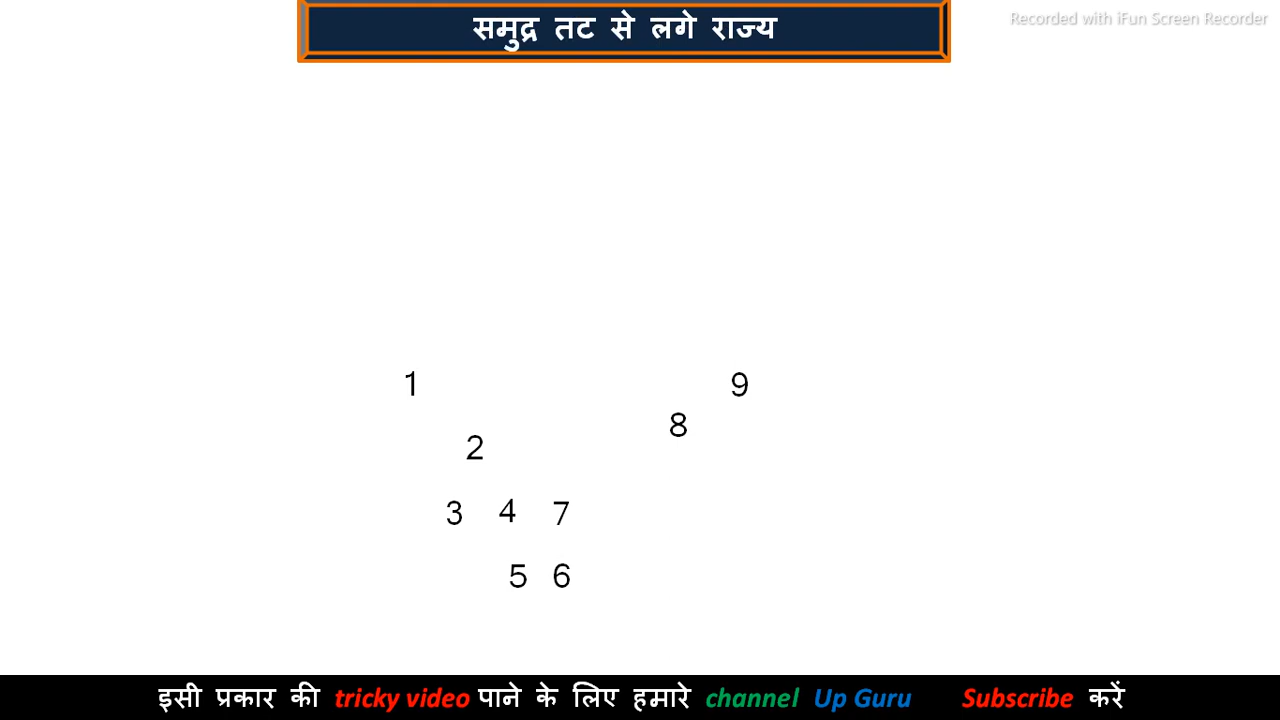 समुद्र तट से लगे राज्य
Recorded with iFun Screen Recorder
1
9
8
2
3 4 7
5 6
इसी प्रकार की tricky video पाने के लिए हमारे channel Up Guru Subscribe करें